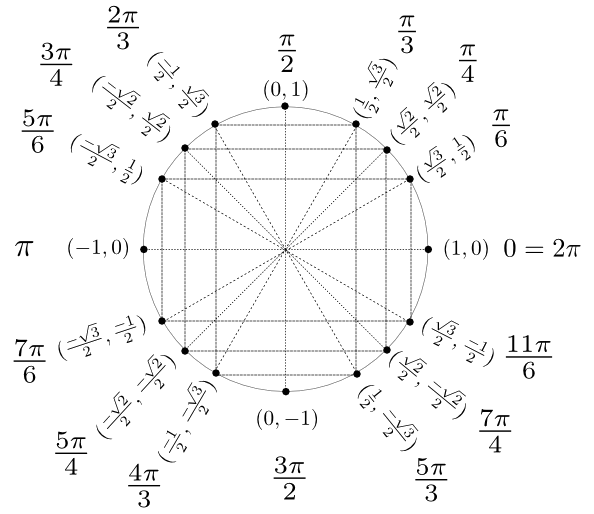 2π/3
π/3
3π/4
π/2
π/4
(-1/2, √3/2)
(1/2, √3/2)
(-√2/2, √2/2)
(0, 1)
(√2/2, √2/2)
5π/6
π/6
(-√3/2, 1/2)
(√3/2, 1/2)
π (-1, 0) (1, 0) 0 = 2π
(-√3/2, -1/2)
(√3/2, -1/2)
7π/6
11π/6
(-√2/2, -√2/2)
(√2/2, -√2/2)
(-1/2, -√3/2)
(0, -1)
(1/2, -√3/2)
5π/4
7π/4
4π/3
3π/2
5π/3